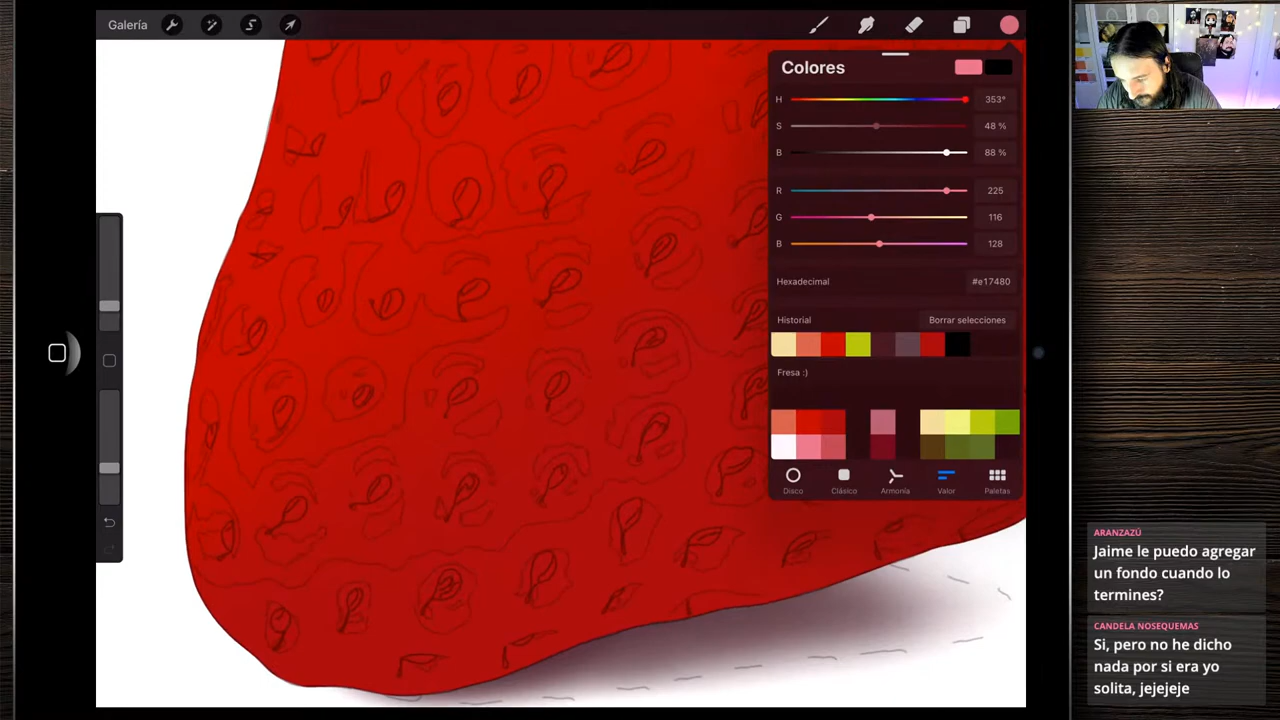 Galería
Colores
H 353°
S 48 %
B 88 %
R 225
G 116
B 128
Hexadecimal #e17480
Historial Borrar selecciones
Fresa :)
Disco Clásico Armonía Valor Paletas
ARANZAZÚ
Jaime le puedo agregar
un fondo cuando lo
termines?
CANDELA NOSEQUEMAS
Si, pero no he dicho
nada por si era yo
solita, jejejeje